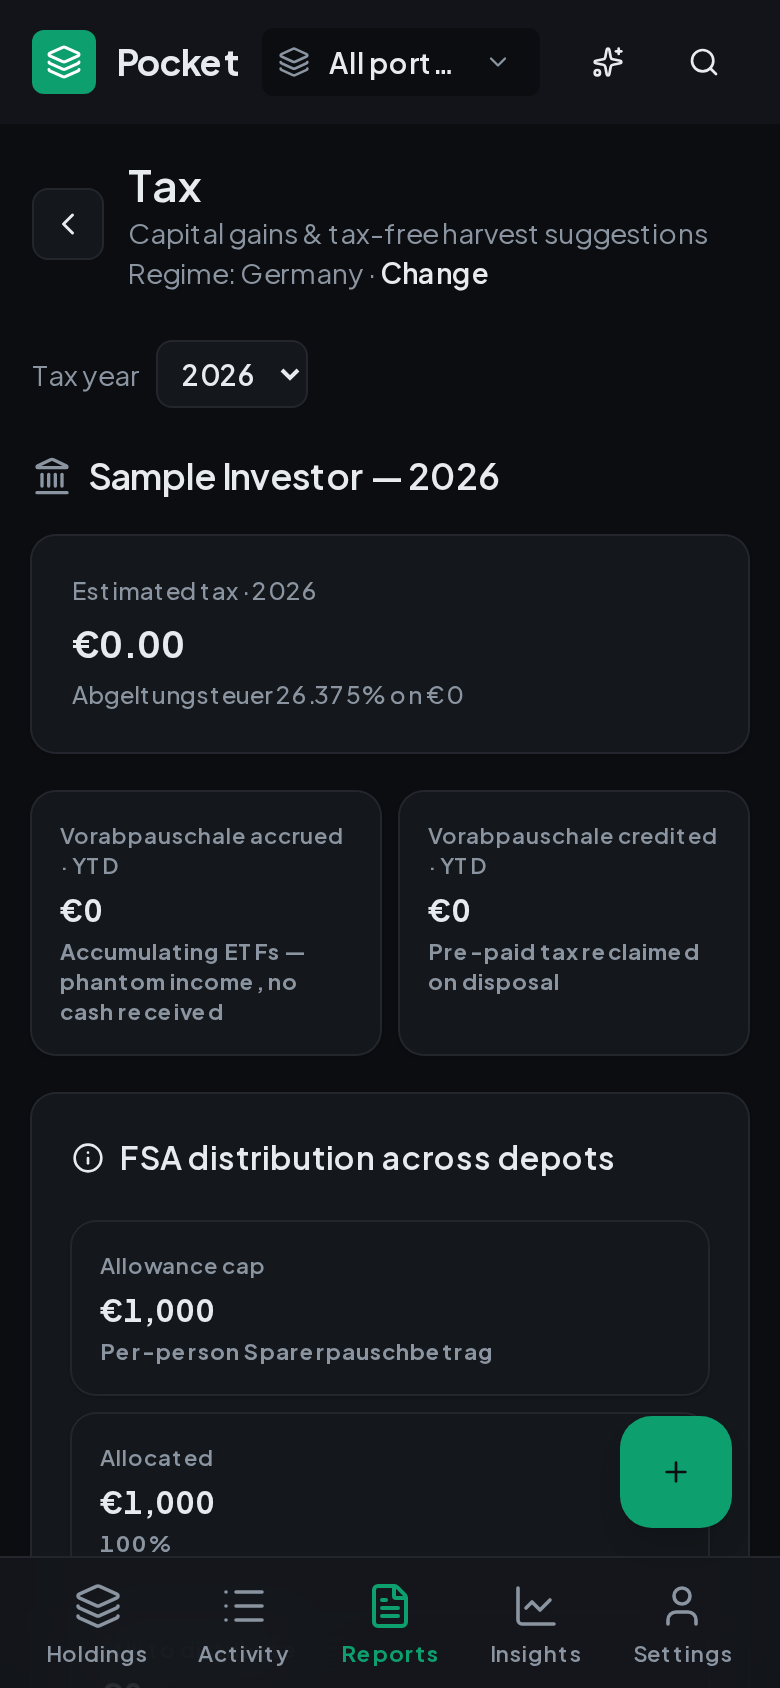 Pocket
All port…
Tax
Capital gains & tax-free harvest suggestions
Regime: Germany · Change
Tax year
2026
Sample Investor — 2026
Estimated tax · 2026
€0.00
Abgeltungsteuer 26.375% on €0
Vorabpauschale accrued
· YTD
€0
Accumulating ETFs —
phantom income, no
cash received
Vorabpauschale credited
· YTD
€0
Pre-paid tax reclaimed
on disposal
FSA distribution across depots
Allowance cap
€1,000
Per-person Sparerpauschbetrag
Allocated
€1,000
100%
Holdings
Activity
Reports
Insights
Settings